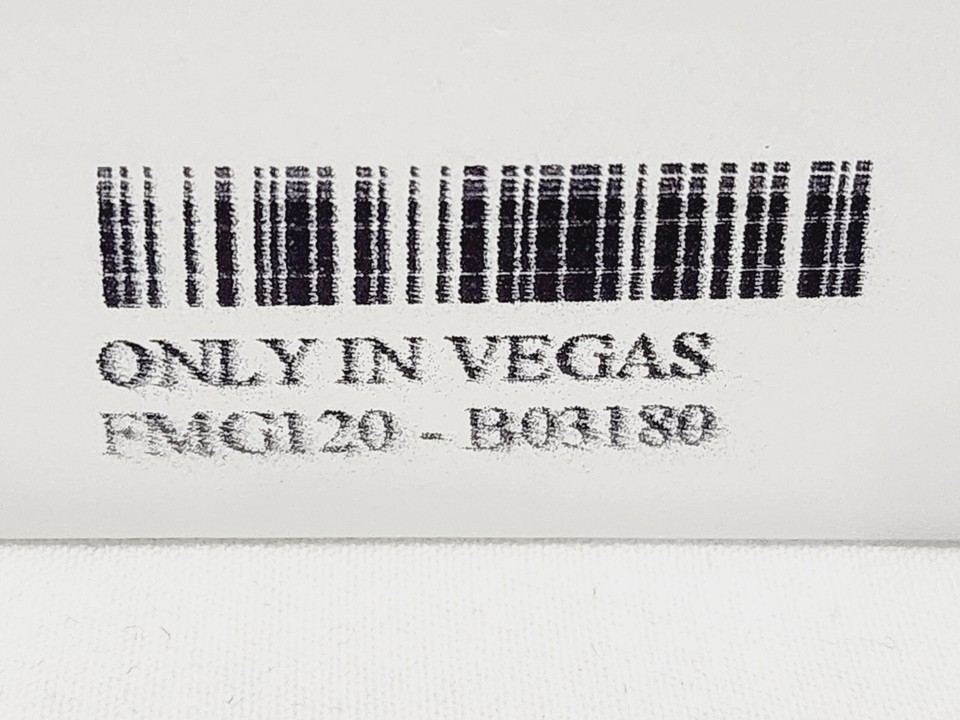 ONLY IN VEGAS
FMG120 - B03180